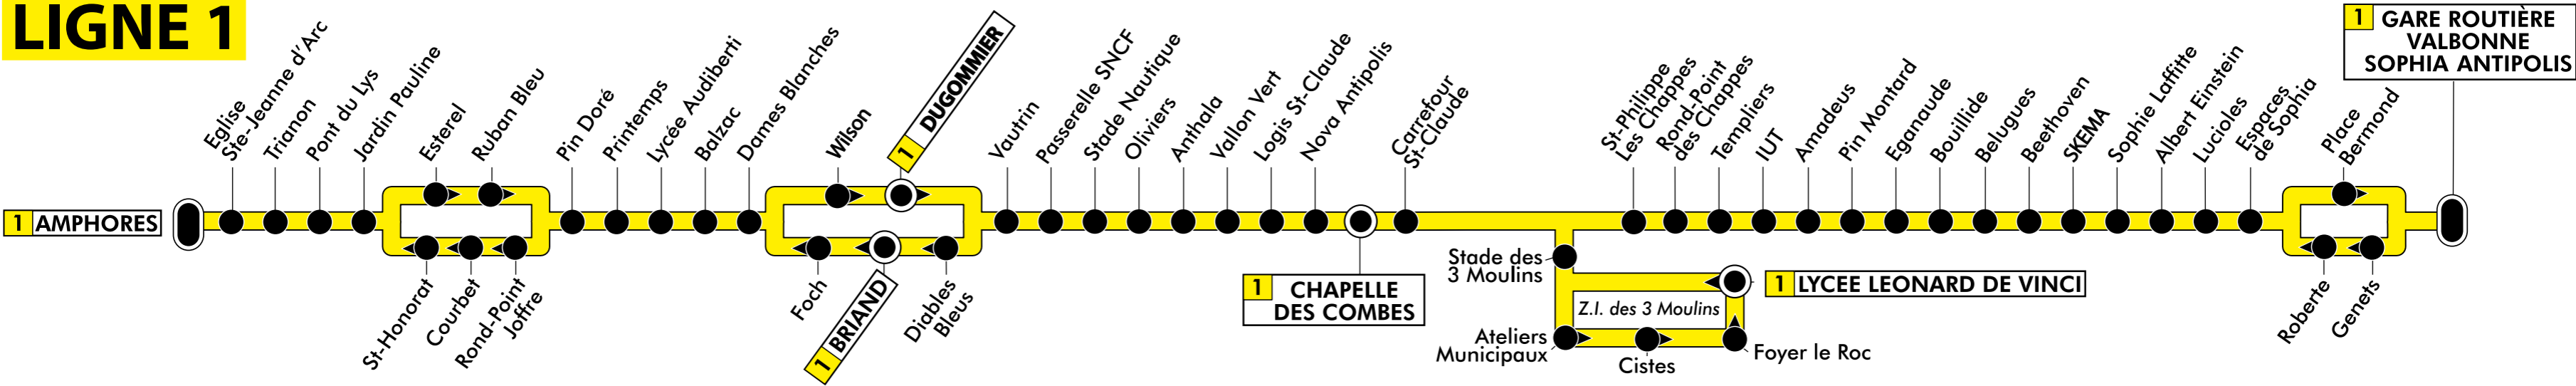 LIGNE 1
1 AMPHORES
Eglise
Ste-Jeanne d'Arc
Trianon
Pont du Lys
Jardin Pauline
Esterel
Ruban Bleu
St-Honorat
Courbet
Rond-Point
Joffre
Pin Doré
Printemps
Lycée Audiberti
Balzac
Dames Blanches
Wilson
1 DUGOMMIER
Foch
1 BRIAND
Diables
Bleus
Vautrin
Passerelle SNCF
Stade Nautique
Oliviers
Anthala
Vallon Vert
Logis St-Claude
Nova Antipolis
1 CHAPELLE
DES COMBES
Carrefour
St-Claude
Stade des
3 Moulins
Ateliers
Municipaux
Cistes
Foyer le Roc
Z.I. des 3 Moulins
1 LYCEE LEONARD DE VINCI
St-Philippe
Les Chappes
Rond-Point
des Chappes
Templiers
IUT
Amadeus
Pin Montard
Eganaude
Bouillide
Belugues
Beethoven
SKEMA
Sophie Laffitte
Albert Einstein
Lucioles
Espaces
de Sophia
Place
Bermond
Roberte
Genets
1 GARE ROUTIÈRE
VALBONNE
SOPHIA ANTIPOLIS